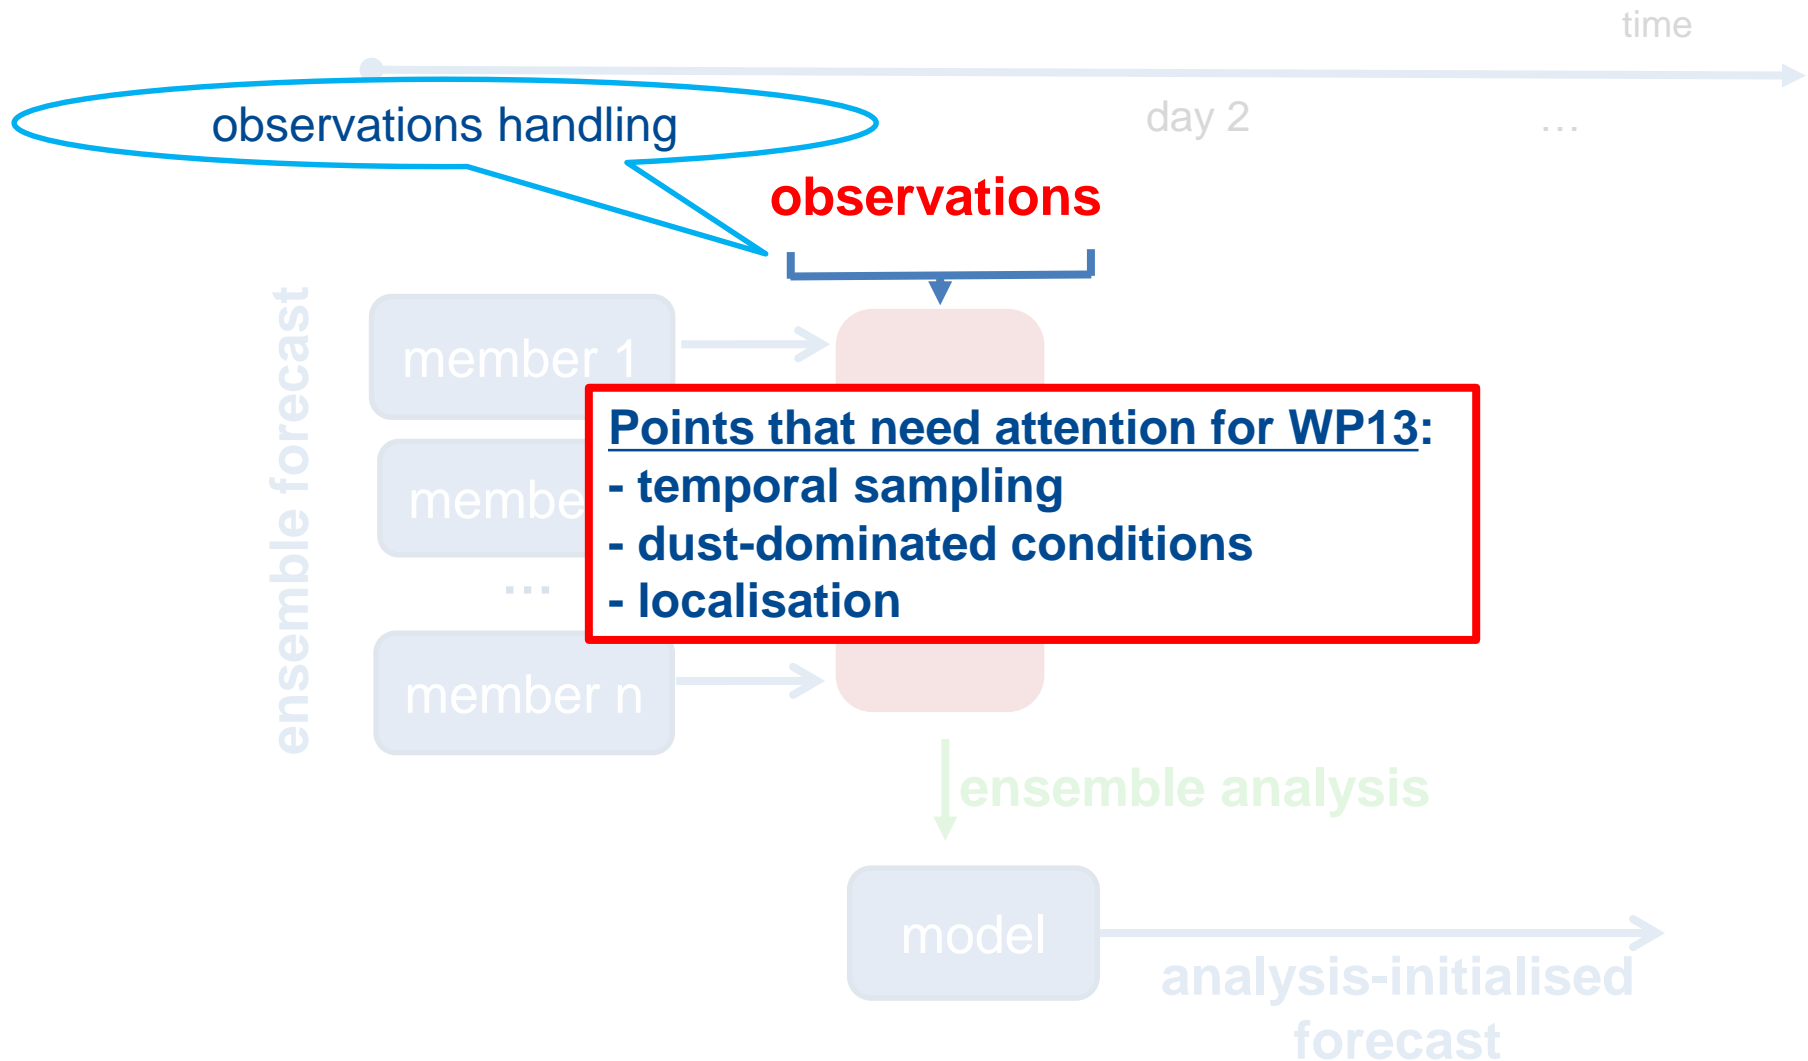 time
observations handling
day 2
…
observations
ensemble forecast
member 1
Points that need attention for WP13:
- temporal sampling
membe
- dust-dominated conditions
…
- localisation
member n
ensemble analysis
model
analysis-initialised
forecast